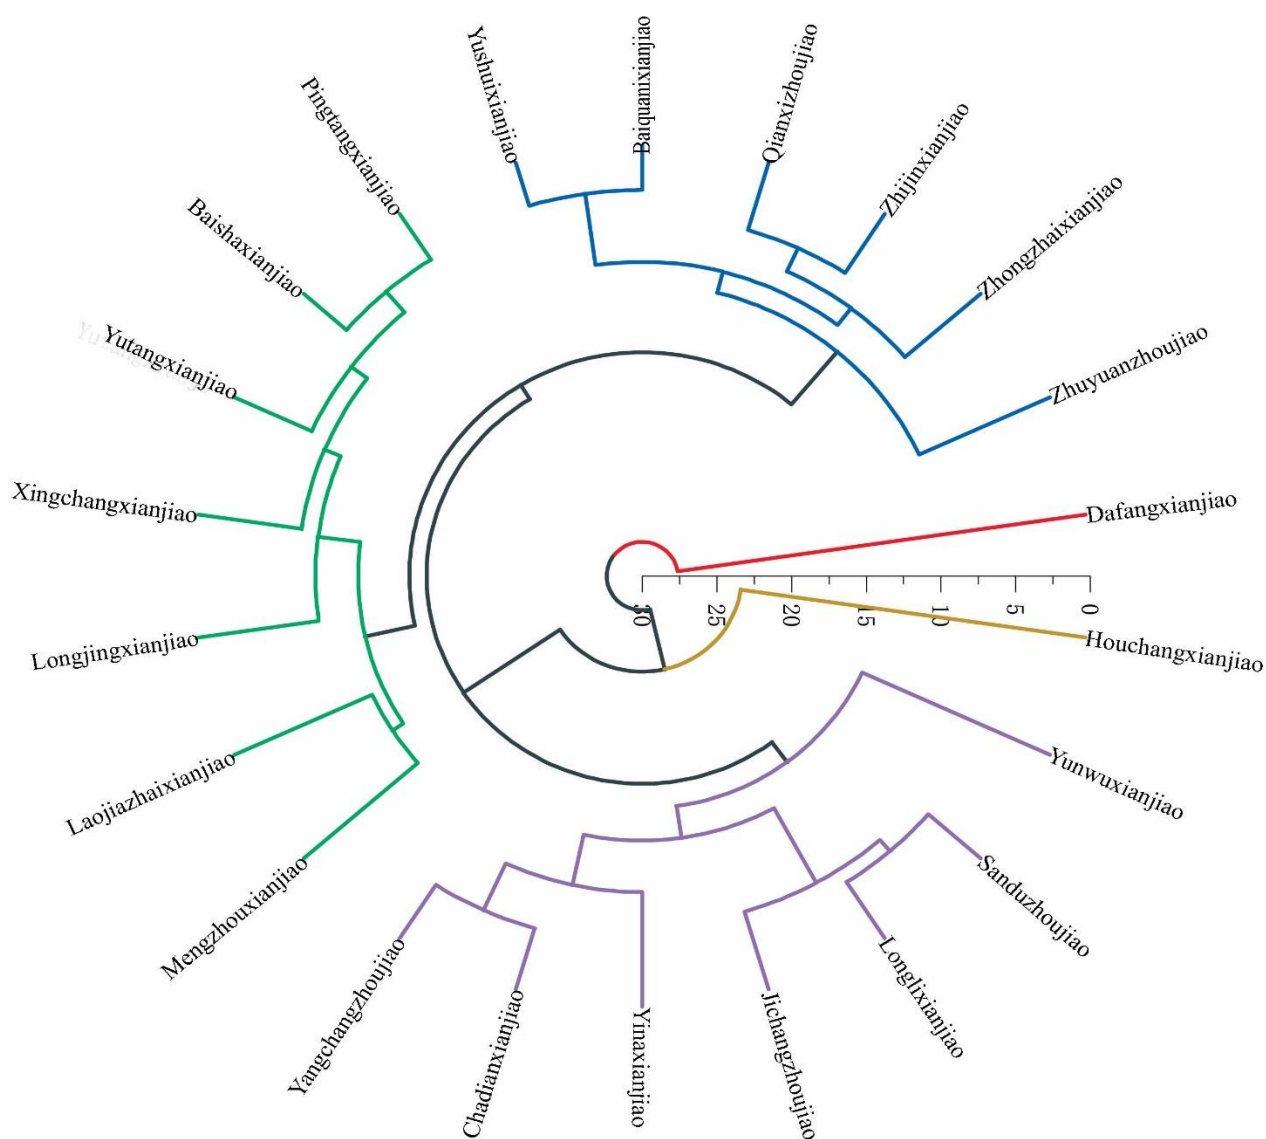 Yushuixianjiao
Baiquanixianjiao
Qianxizhoujiao
Zhijinxianjiao
Zhongzhaixianjiao
Zhuyuanzhoujiao
Dafangxianjiao
30
25
20
15
10
5
0
Houchangxianjiao
Yunwuxianjiao
Sanduzhoujiao
Longlixianjiao
Jichangzhoujiao
Yinaxianjiao
Chadianxianjiao
Yangchangzhoujiao
Mengzhouxianjiao
Laojiazhaixianjiao
Longjingxianjiao
Xingchangxianjiao
Yutangxianjiao
Baishaxianjiao
Pingtangxianjiao